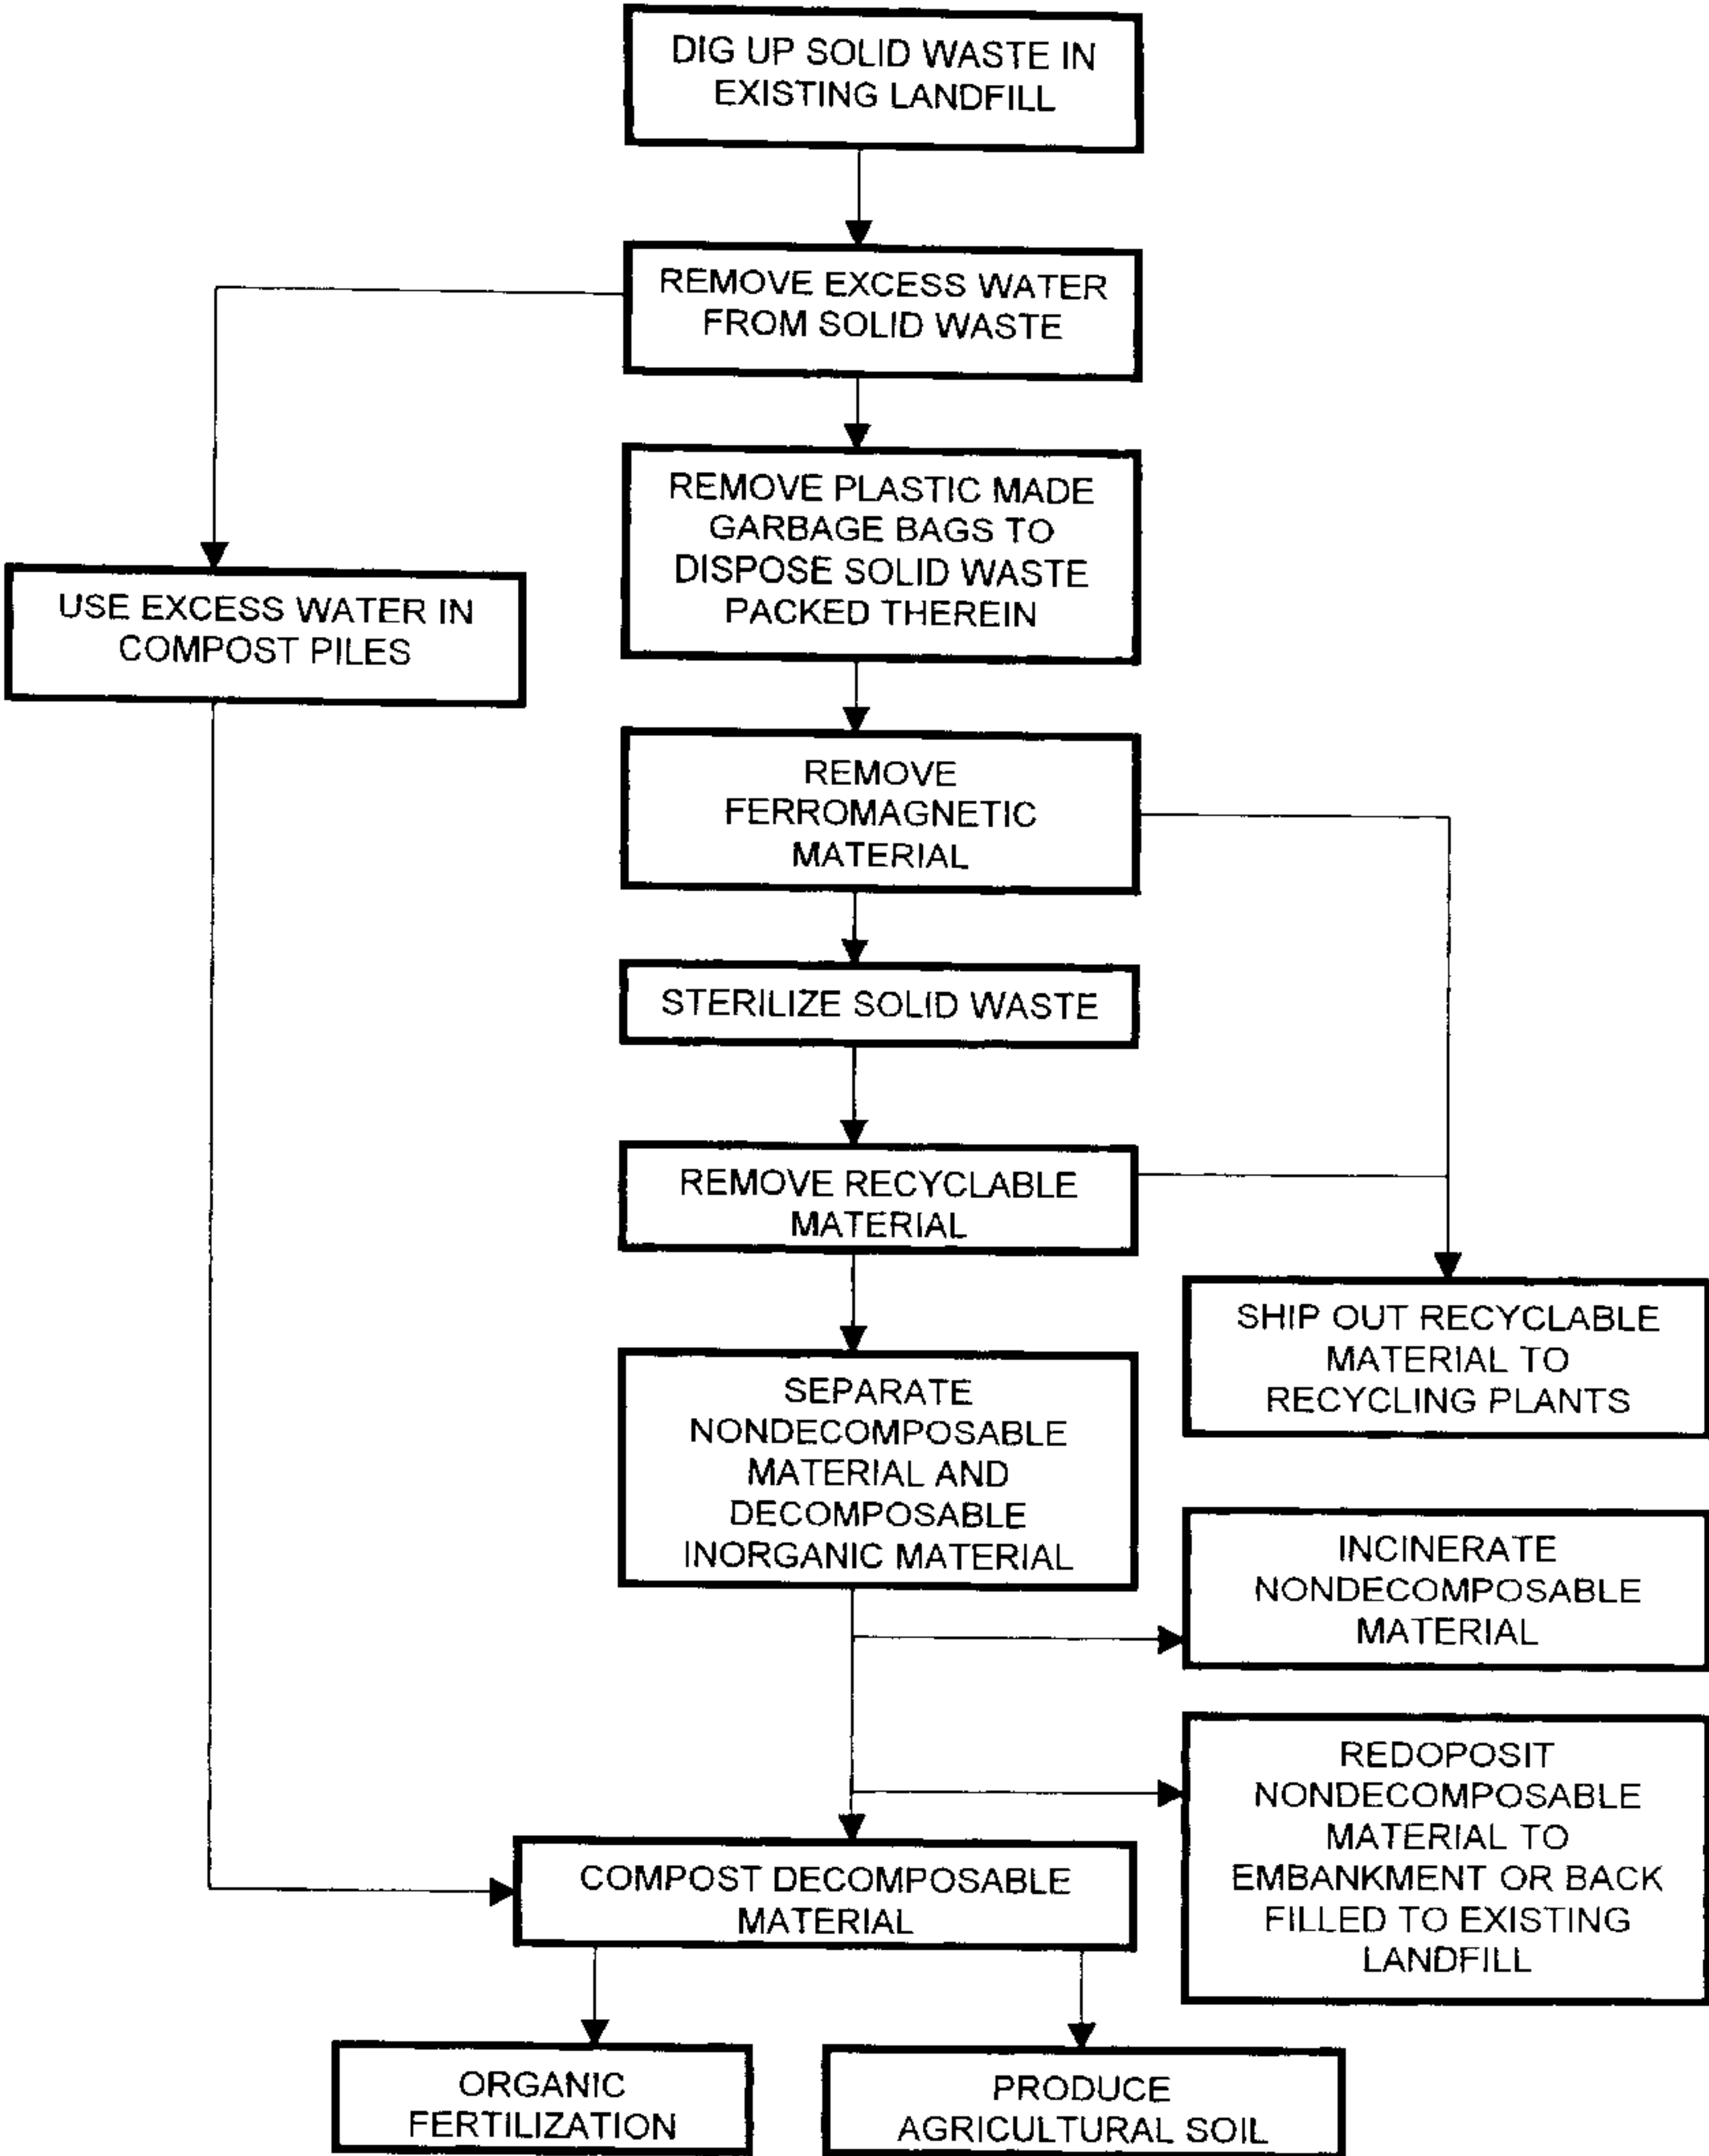 DIG UP SOLID WASTE IN
EXISTING LANDFILL
REMOVE EXCESS WATER
FROM SOLID WASTE
REMOVE PLASTIC MADE
GARBAGE BAGS TO
DISPOSE SOLID WASTE
PACKED THEREIN
USE EXCESS WATER IN
COMPOST PILES
REMOVE
FERROMAGNETIC
MATERIAL
STERILIZE SOLID WASTE
REMOVE RECYCLABLE
MATERIAL
SHIP OUT RECYCLABLE
MATERIAL TO
RECYCLING PLANTS
SEPARATE
NONDECOMPOSABLE
MATERIAL AND
DECOMPOSABLE
INORGANIC MATERIAL
INCINERATE
NONDECOMPOSABLE
MATERIAL
REDOPOSIT
NONDECOMPOSABLE
MATERIAL TO
EMBANKMENT OR BACK
FILLED TO EXISTING
LANDFILL
COMPOST DECOMPOSABLE
MATERIAL
ORGANIC
FERTILIZATION
PRODUCE
AGRICULTURAL SOIL